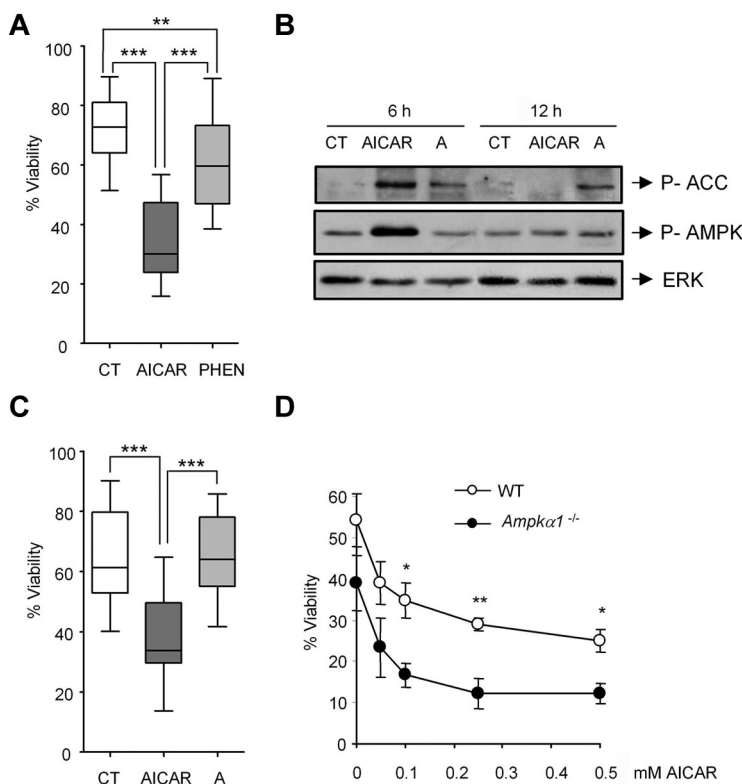 A
**
***
***
100
80
60
40
20
0
% Viability
CT AICAR PHEN
B
6 h 12 h
CT AICAR A CT AICAR A
P- ACC
P- AMPK
ERK
C
***
***
100
80
60
40
20
0
% Viability
CT AICAR A
D
WT
Ampkα1 -/-
60
50
40
30
20
10
0
% Viability
*
**
*
0 0.1 0.2 0.3 0.4 0.5 mM AICAR